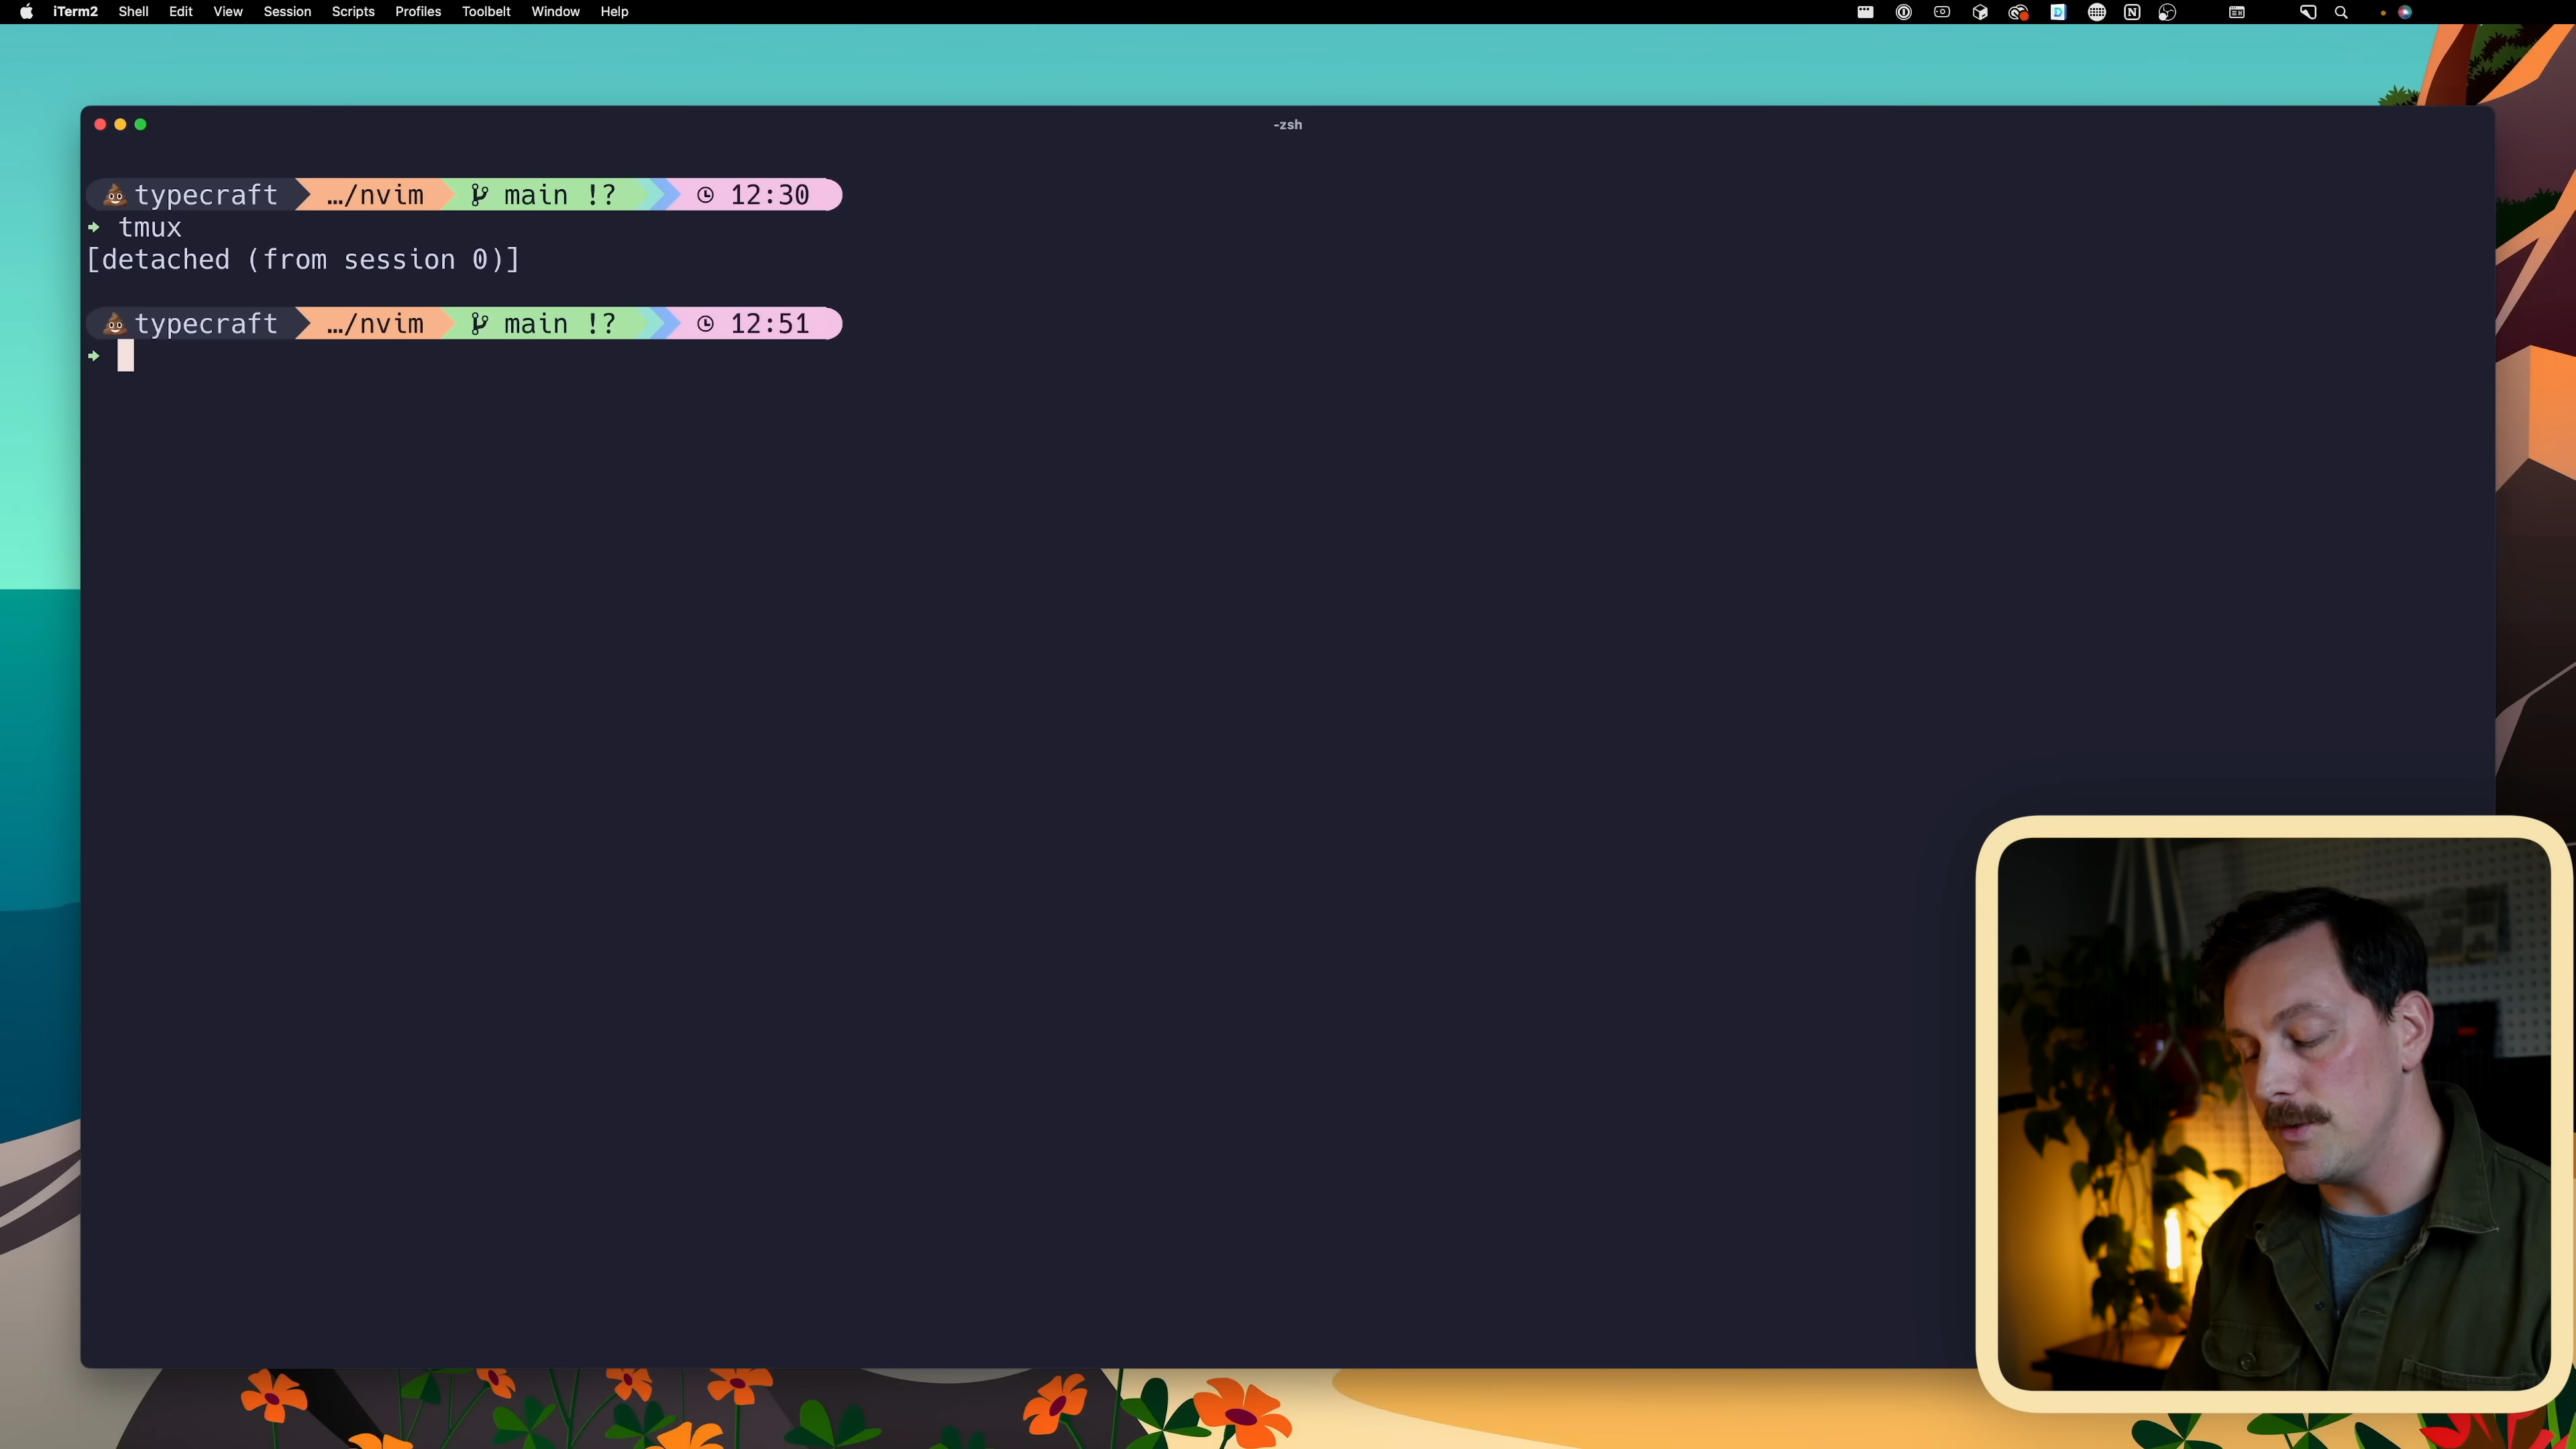 iTerm2 Shell Edit View Session Scripts Profiles Toolbelt Window Help
-zsh
typecraft …/nvim main !? 12:30
tmux
[detached (from session 0)]
typecraft …/nvim main !? 12:51